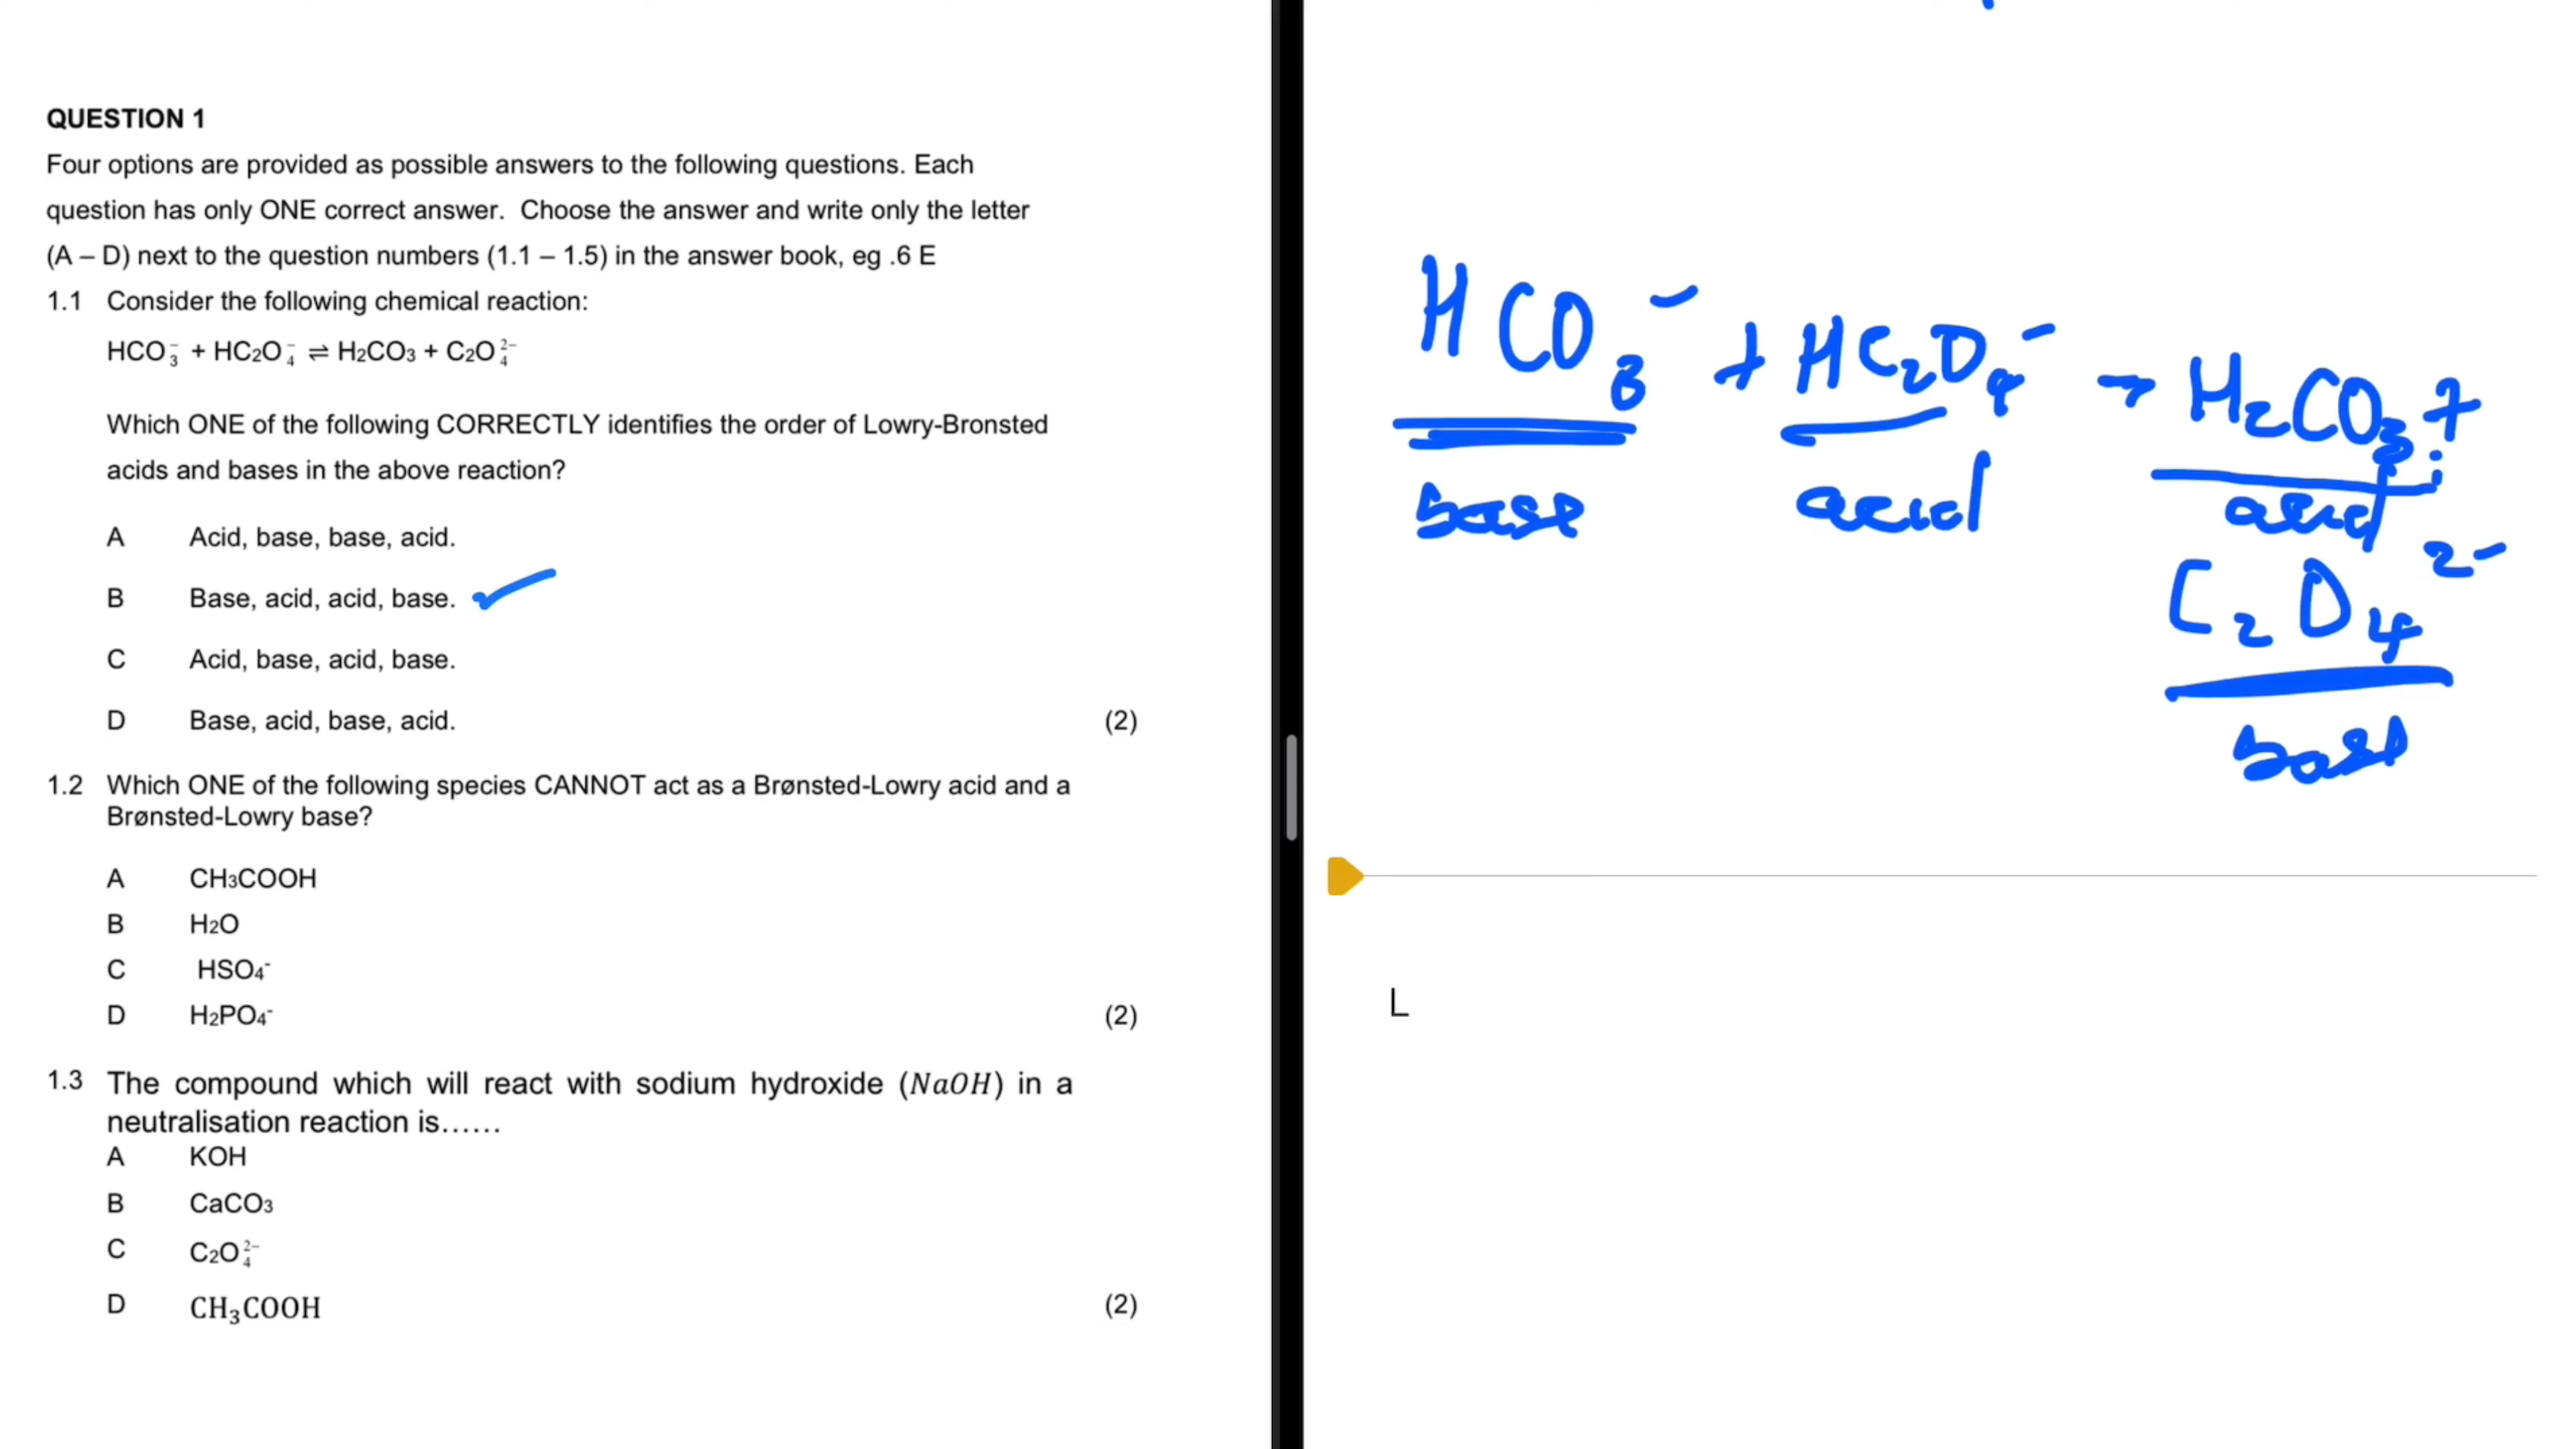 QUESTION 1
Four options are provided as possible answers to the following questions. Each
question has only ONE correct answer. Choose the answer and write only the letter
(A – D) next to the question numbers (1.1 – 1.5) in the answer book, eg .6 E
1.1 Consider the following chemical reaction:
HCO₃⁻ + HC₂O₄⁻ ⇌ H₂CO₃ + C₂O₄²⁻
Which ONE of the following CORRECTLY identifies the order of Lowry-Bronsted
acids and bases in the above reaction?
A Acid, base, base, acid.
B Base, acid, acid, base. ✓
C Acid, base, acid, base.
D Base, acid, base, acid. (2)
1.2 Which ONE of the following species CANNOT act as a Brønsted-Lowry acid and a
Brønsted-Lowry base?
A CH₃COOH
B H₂O
C HSO₄⁻
D H₂PO₄⁻ (2)
1.3 The compound which will react with sodium hydroxide (NaOH) in a
neutralisation reaction is……
A KOH
B CaCO₃
C C₂O₄²⁻
D CH₃COOH (2)
HCO₃⁻ + HC₂O₄⁻ → H₂CO₃ +
base acid acid
C₂O₄²⁻
base
L